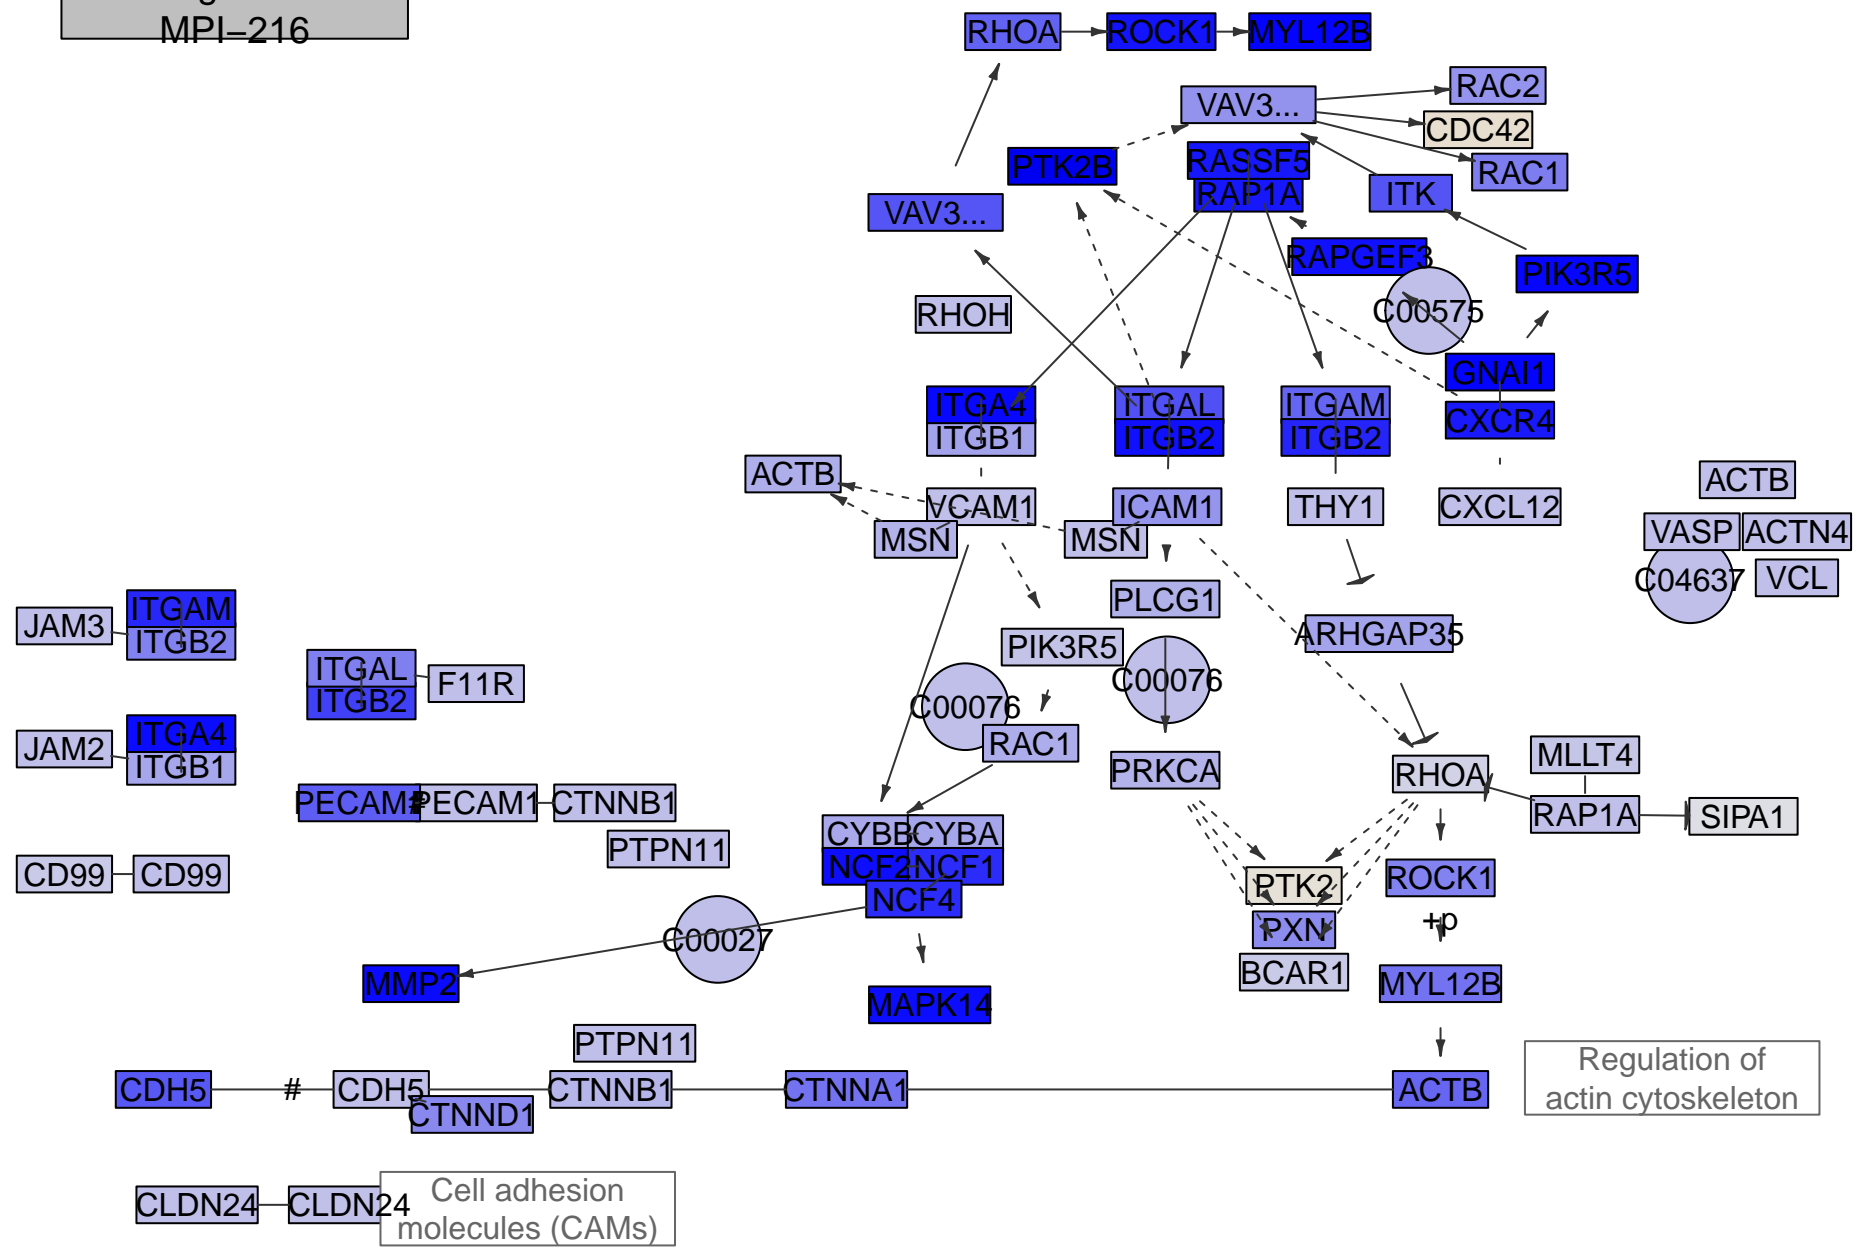 MPI−216
RHOA
ROCK1
MYL12B
RAC2
VAV3...
CDC42
PTK2B
RASSF5
RAC1
RAP1A
ITK
VAV3...
RAPGEF3
PIK3R5
RHOH
C00575
GNAI1
ITGA4
ITGAL
ITGAM
CXCR4
ITGB1
ITGB2
ITGB2
ACTB
ACTB
VCAM1
ICAM1
THY1
CXCL12
MSN
MSN
VASP
ACTN4
C04637
VCL
PLCG1
ITGAM
JAM3
ITGB2
ARHGAP35
PIK3R5
ITGAL
F11R
ITGB2
C00076
C00076
ITGA4
JAM2
ITGB1
RAC1
PRKCA
RHOA
MLLT4
PECAM1
#
PECAM1
CTNNB1
RAP1A
SIPA1
CYBB
CYBA
PTPN11
NCF2
NCF1
CD99
CD99
PTK2
ROCK1
NCF4
+p
C00027
PXN
BCAR1
MMP2
MYL12B
MAPK14
PTPN11
Regulation of
actin cytoskeleton
CDH5
#
CDH5
CTNNB1
CTNNA1
ACTB
CTNND1
CLDN24
CLDN24
Cell adhesion
molecules (CAMs)